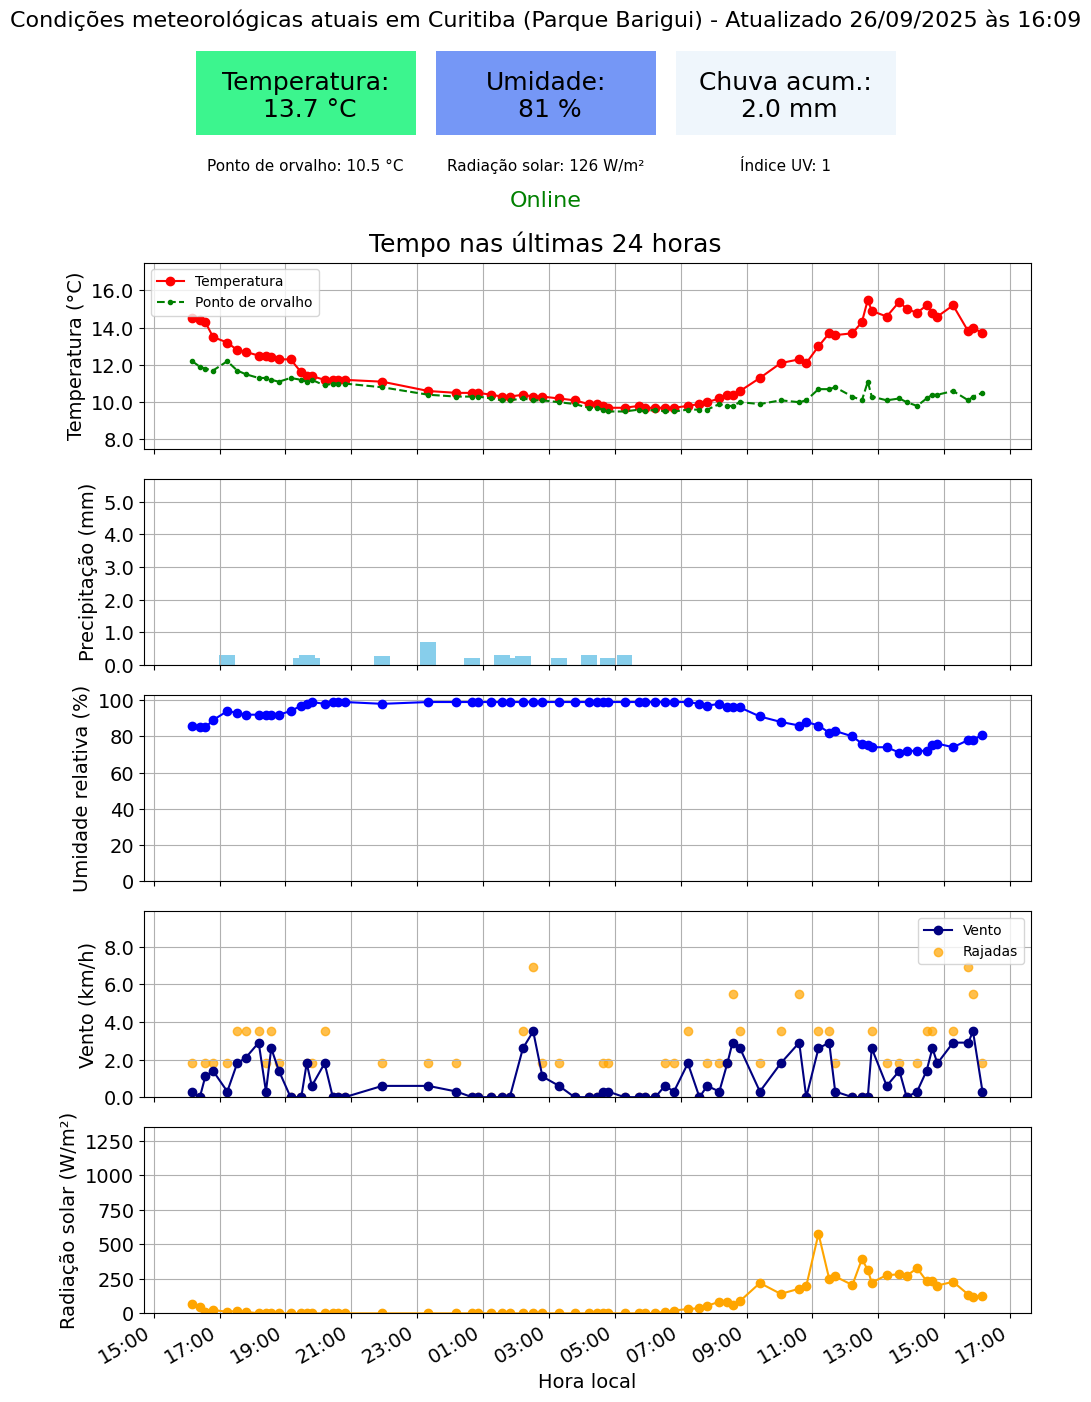 Condições meteorológicas atuais em Curitiba (Parque Barigui) - Atualizado 26/09/2025 às 16:09
Temperatura:
13.7 °C
Umidade:
81 %
Chuva acum.:
2.0 mm
Ponto de orvalho: 10.5 °C
Radiação solar: 126 W/m²
Índice UV: 1
Online
Tempo nas últimas 24 horas
Temperatura (°C)
16.0
14.0
12.0
10.0
8.0
Temperatura
Ponto de orvalho
Precipitação (mm)
5.0
4.0
3.0
2.0
1.0
0.0
Umidade relativa (%)
100
80
60
40
20
0
Vento (km/h)
8.0
6.0
4.0
2.0
0.0
Vento
Rajadas
Radiação solar (W/m²)
1250
1000
750
500
250
0
15:00
17:00
19:00
21:00
23:00
01:00
03:00
05:00
07:00
09:00
11:00
13:00
15:00
17:00
Hora local